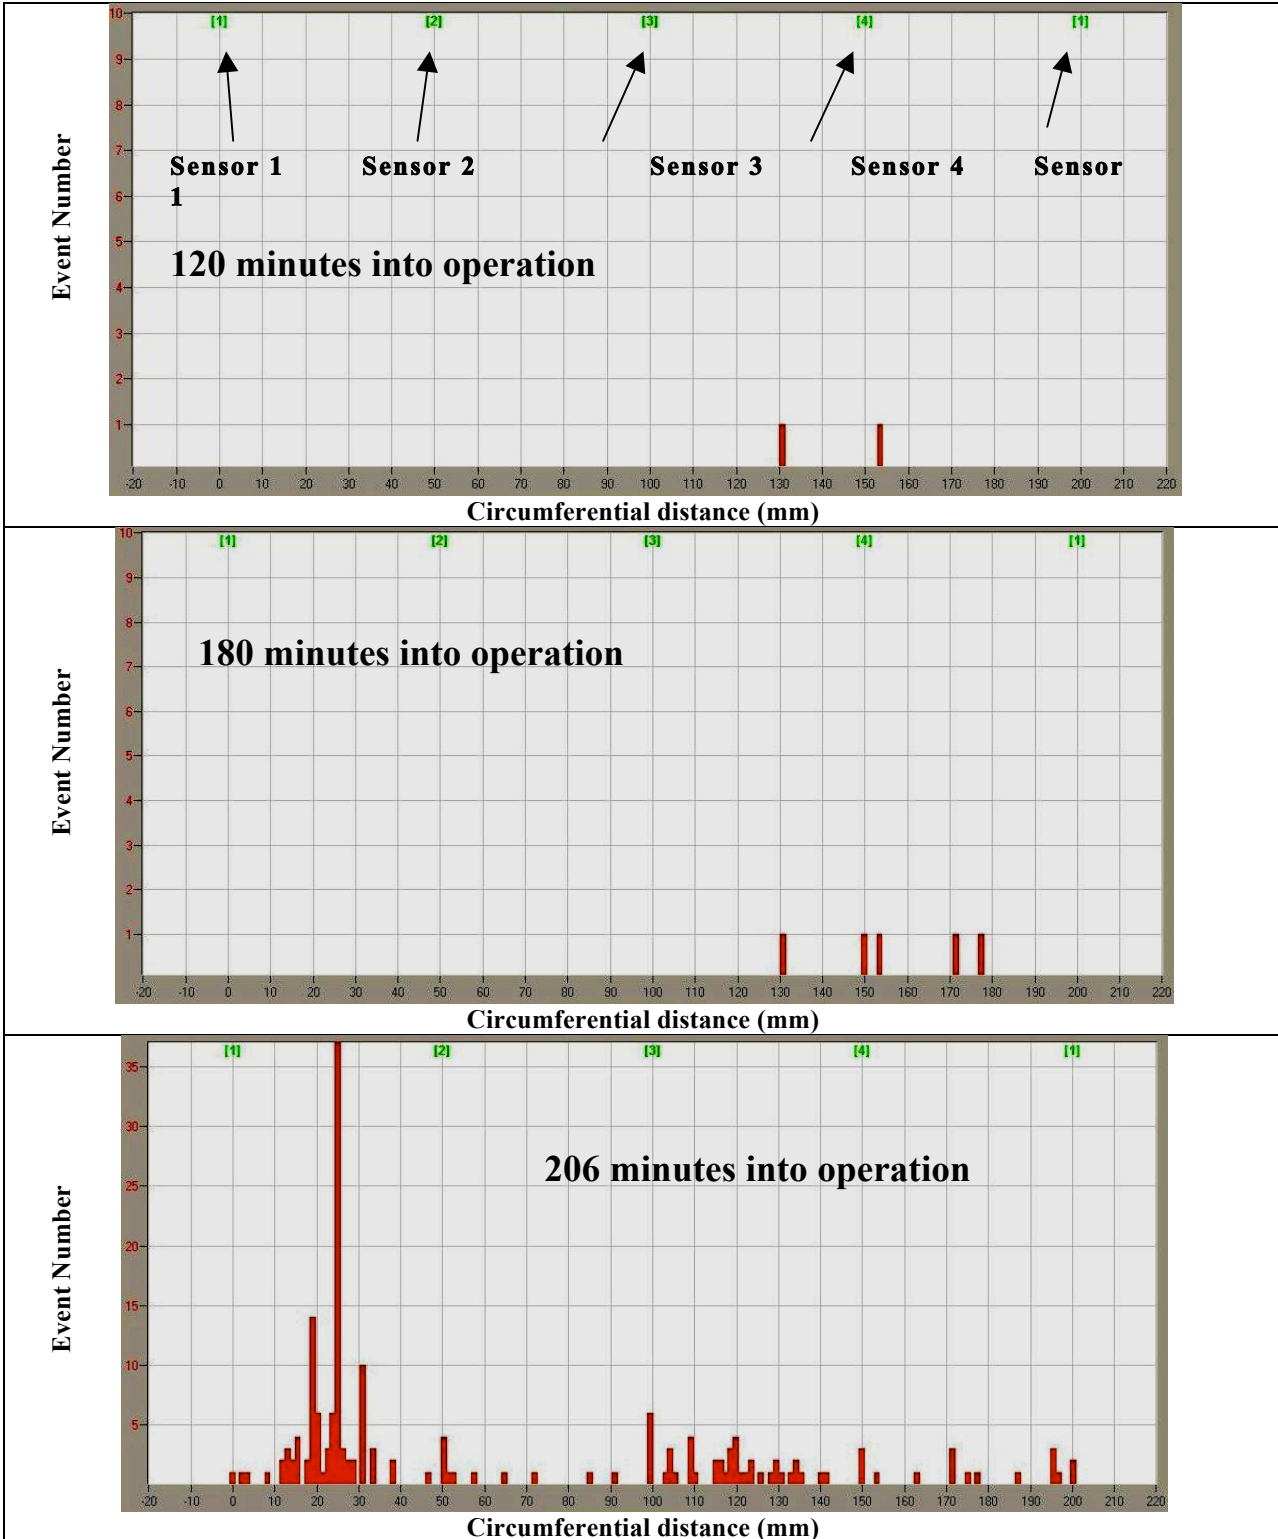 10 [1] [2] [3] [4] [1]
9
8
7
Sensor 1 Sensor 2 Sensor 3 Sensor 4 Sensor
1
6
5
120 minutes into operation
4
3
2
1
Event Number
-20 -10 0 10 20 30 40 50 60 70 80 90 100 110 120 130 140 150 160 170 180 190 200 210 220
Circumferential distance (mm)
10 [1] [2] [3] [4] [1]
9
8
180 minutes into operation
7
6
5
4
3
2
1
Event Number
-20 -10 0 10 20 30 40 50 60 70 80 90 100 110 120 130 140 150 160 170 180 190 200 210 220
Circumferential distance (mm)
[1] [2] [3] [4] [1]
35
30
206 minutes into operation
25
20
15
10
5
Event Number
-20 -10 0 10 20 30 40 50 60 70 80 90 100 110 120 130 140 150 160 170 180 190 200 210 220
Circumferential distance (mm)